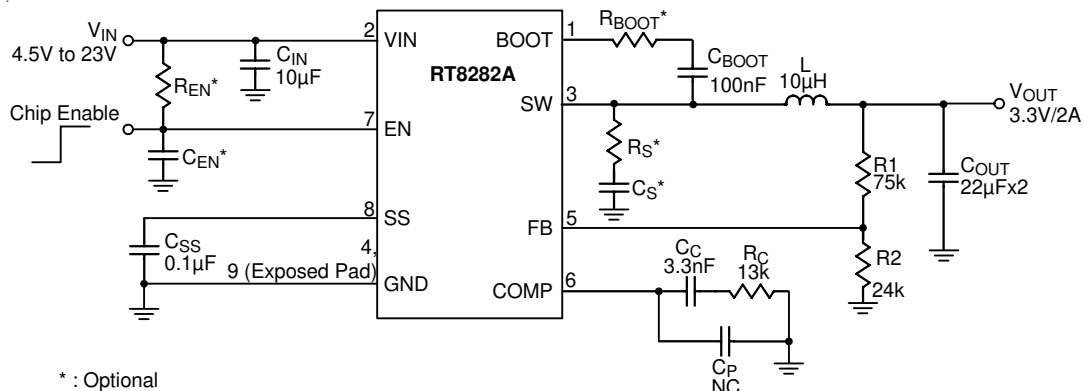 VIN
4.5V to 23V
REN*
CIN
10µF
Chip Enable
CEN*
CSS
0.1µF
2
VIN
7
EN
8
SS
4,
9 (Exposed Pad)
GND
RT8282A
BOOT
1
SW
3
FB
5
COMP
6
RBOOT*
CBOOT
100nF
L
10µH
RS*
CS*
VOUT
3.3V/2A
R1
75k
COUT
22µFx2
R2
24k
CC
3.3nF
RC
13k
CP
NC
* : Optional